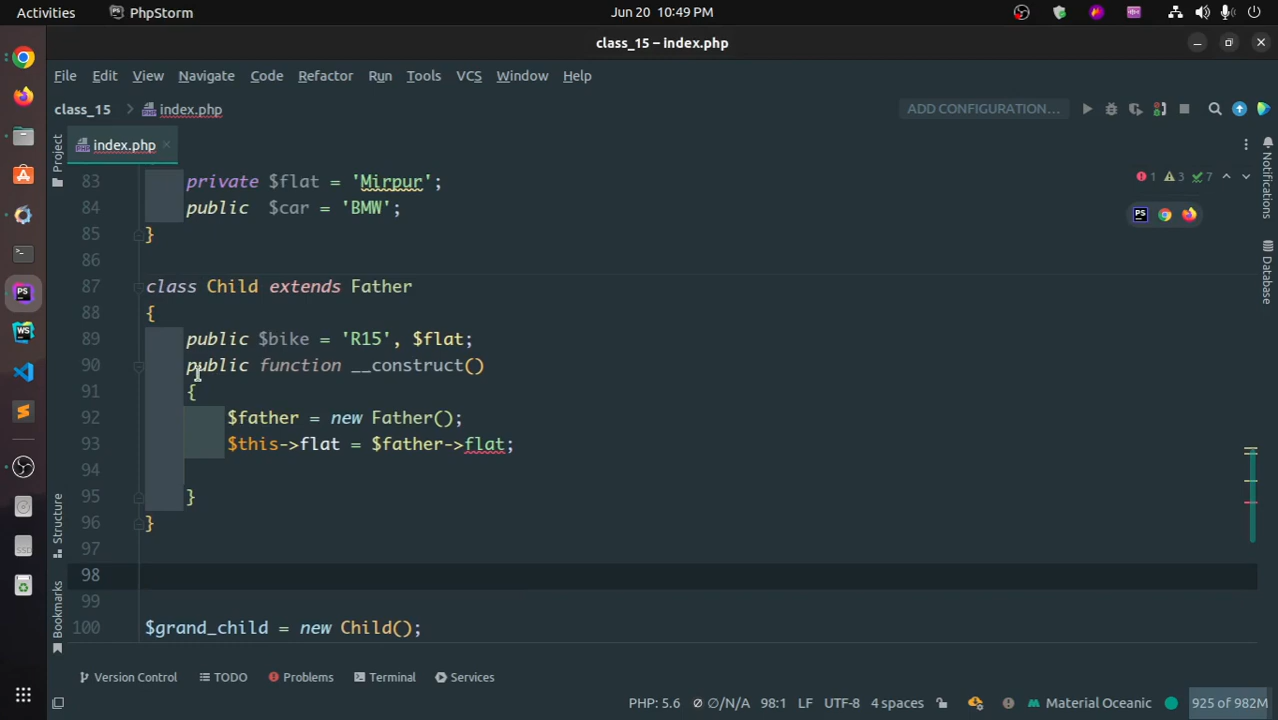 Activities PhpStorm Jun 20 10:49 PM
class_15 – index.php
File Edit View Navigate Code Refactor Run Tools VCS Window Help
class_15 index.php ADD CONFIGURATION...
Project index.php Notifications
83 private $flat = 'Mirpur'; 1 3 7
84 public  $car = 'BMW';
85 }
86
87 class Child extends Father
88 {
89 public $bike = 'R15', $flat;
90 public function __construct()
91 {
92 $father = new Father();
93 $this->flat = $father->flat;
94
95 }
96 }
97
98
99
100 $grand_child = new Child();
Database
Structure
Bookmarks
Version Control TODO Problems Terminal Services
PHP: 5.6 ∅/N/A 98:1 LF UTF-8 4 spaces Material Oceanic 925 of 982M